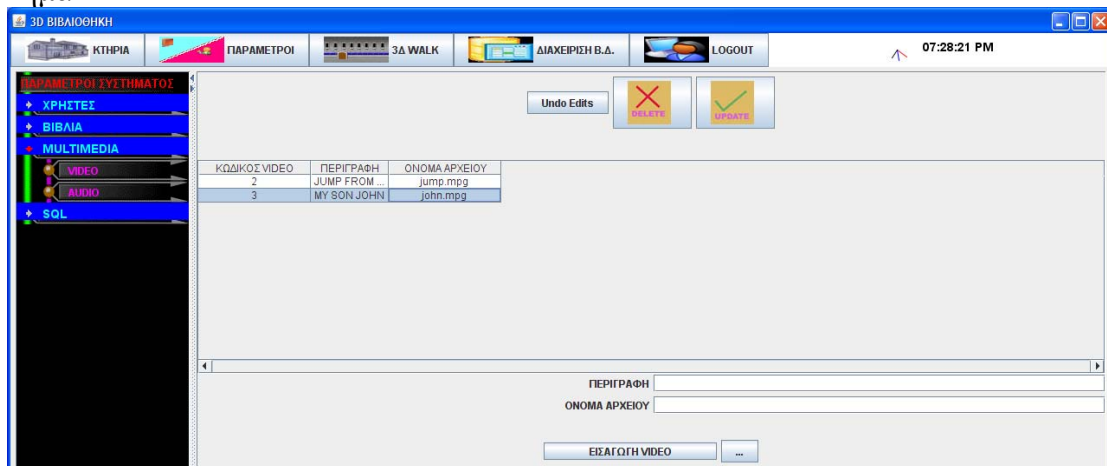 3D ΒΙΒΛΙΟΘΗΚΗ
ΚΤΗΡΙΑ ΠΑΡΑΜΕΤΡΟΙ 3Δ WALK ΔΙΑΧΕΙΡΙΣΗ Β.Δ. LOGOUT 07:28:21 PM
ΠΑΡΑΜΕΤΡΟΙ ΣΥΣΤΗΜΑΤΟΣ
ΧΡΗΣΤΕΣ
ΒΙΒΛΙΑ
MULTIMEDIA
VIDEO
AUDIO
SQL
Undo Edits DELETE UPDATE
ΚΩΔΙΚΟΣ VIDEO ΠΕΡΙΓΡΑΦΗ ΟΝΟΜΑ ΑΡΧΕΙΟΥ
2 JUMP FROM ... jump.mpg
3 MY SON JOHN john.mpg
ΠΕΡΙΓΡΑΦΗ
ΟΝΟΜΑ ΑΡΧΕΙΟΥ
ΕΙΣΑΓΩΓΗ VIDEO ...